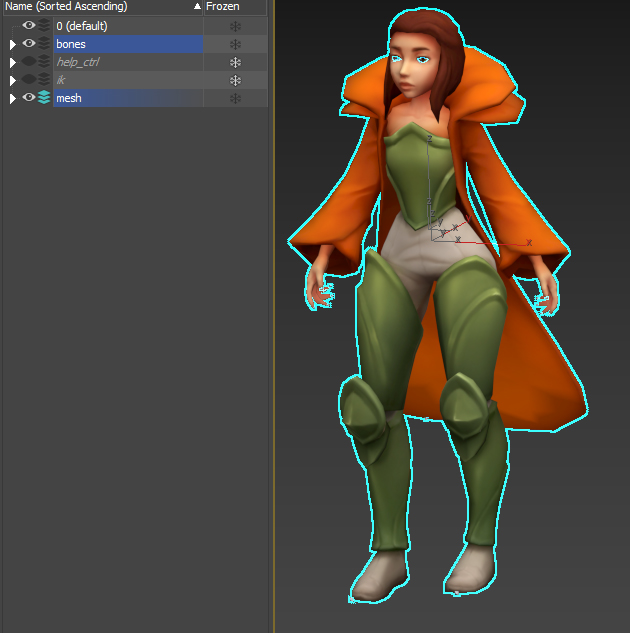 Name (Sorted Ascending) Frozen
0 (default)
bones
help_ctrl
ik
mesh